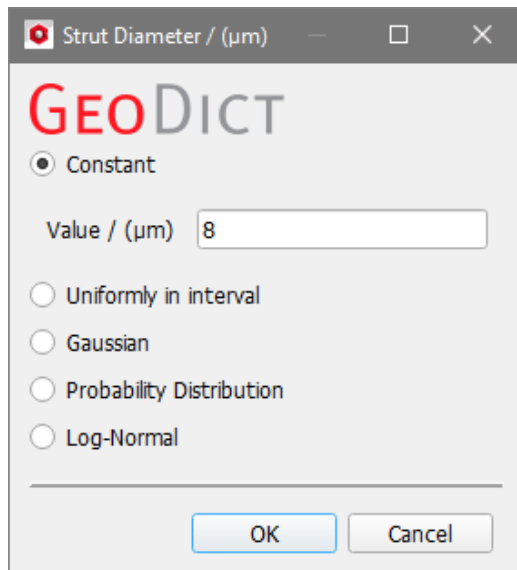 Strut Diameter / (µm)
GEODICT
Constant
Value / (µm) 8
Uniformly in interval
Gaussian
Probability Distribution
Log-Normal
OK Cancel